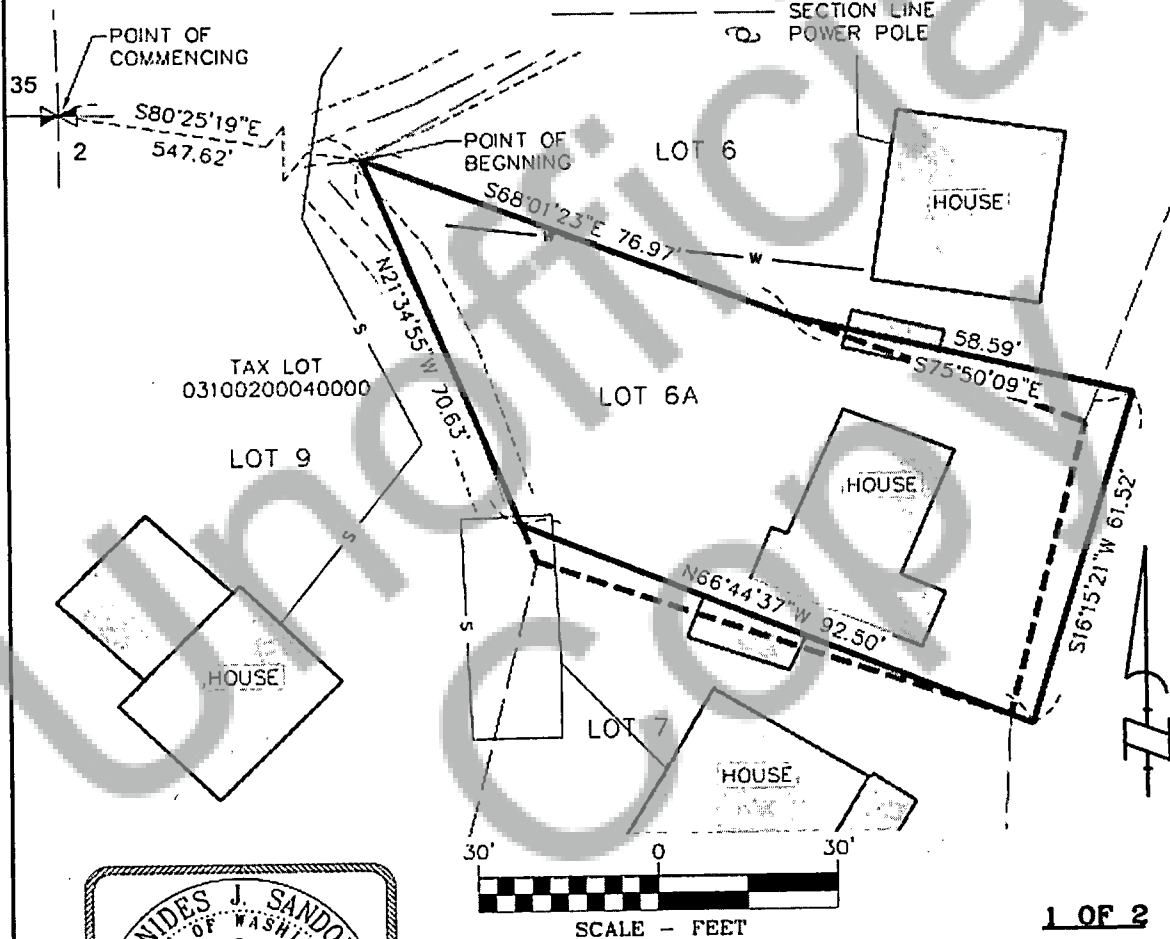 SECTION LINE
POWER POLE
POINT OF
COMMENCING
35
2
S80°25'19"E
547.62'
POINT OF
BEGNNING
LOT 6
HOUSE
S68°01'23"E 76.97'
W
W
N21°34'55"W 70.63'
S
58.59'
S75°50'09"E
TAX LOT
03100200040000
LOT 6A
LOT 9
HOUSE
S16°15'21"W 61.52'
S
N66°44'37"W 92.50'
S
HOUSE
LOT 7
HOUSE
30' 0 30'
SCALE - FEET
NIDES J. SANDO
OF WASHI
1 OF 2
Unofficial
Copy